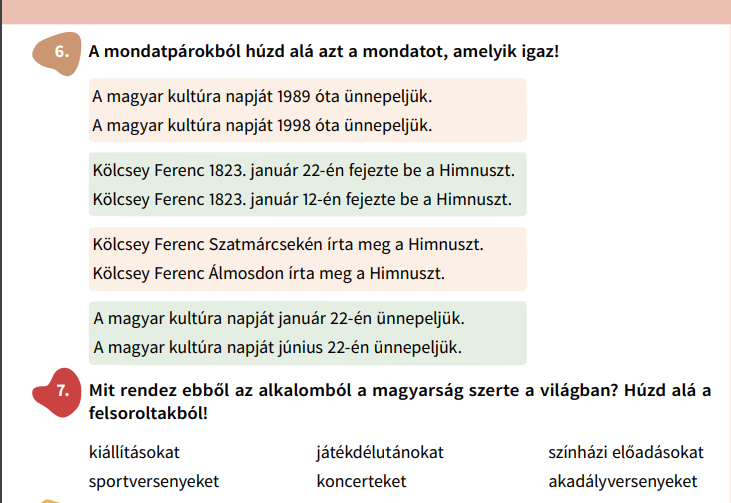 6. A mondatpárokból húzd alá azt a mondatot, amelyik igaz!
A magyar kultúra napját 1989 óta ünnepeljük.
A magyar kultúra napját 1998 óta ünnepeljük.
Kölcsey Ferenc 1823. január 22-én fejezte be a Himnuszt.
Kölcsey Ferenc 1823. január 12-én fejezte be a Himnuszt.
Kölcsey Ferenc Szatmárcsekén írta meg a Himnuszt.
Kölcsey Ferenc Álmosdon írta meg a Himnuszt.
A magyar kultúra napját január 22-én ünnepeljük.
A magyar kultúra napját június 22-én ünnepeljük.
7. Mit rendez ebből az alkalomból a magyarság szerte a világban? Húzd alá a
felsoroltakból!
kiállításokat játékdélutánokat színházi előadásokat
sportversenyeket koncerteket akadályversenyeket